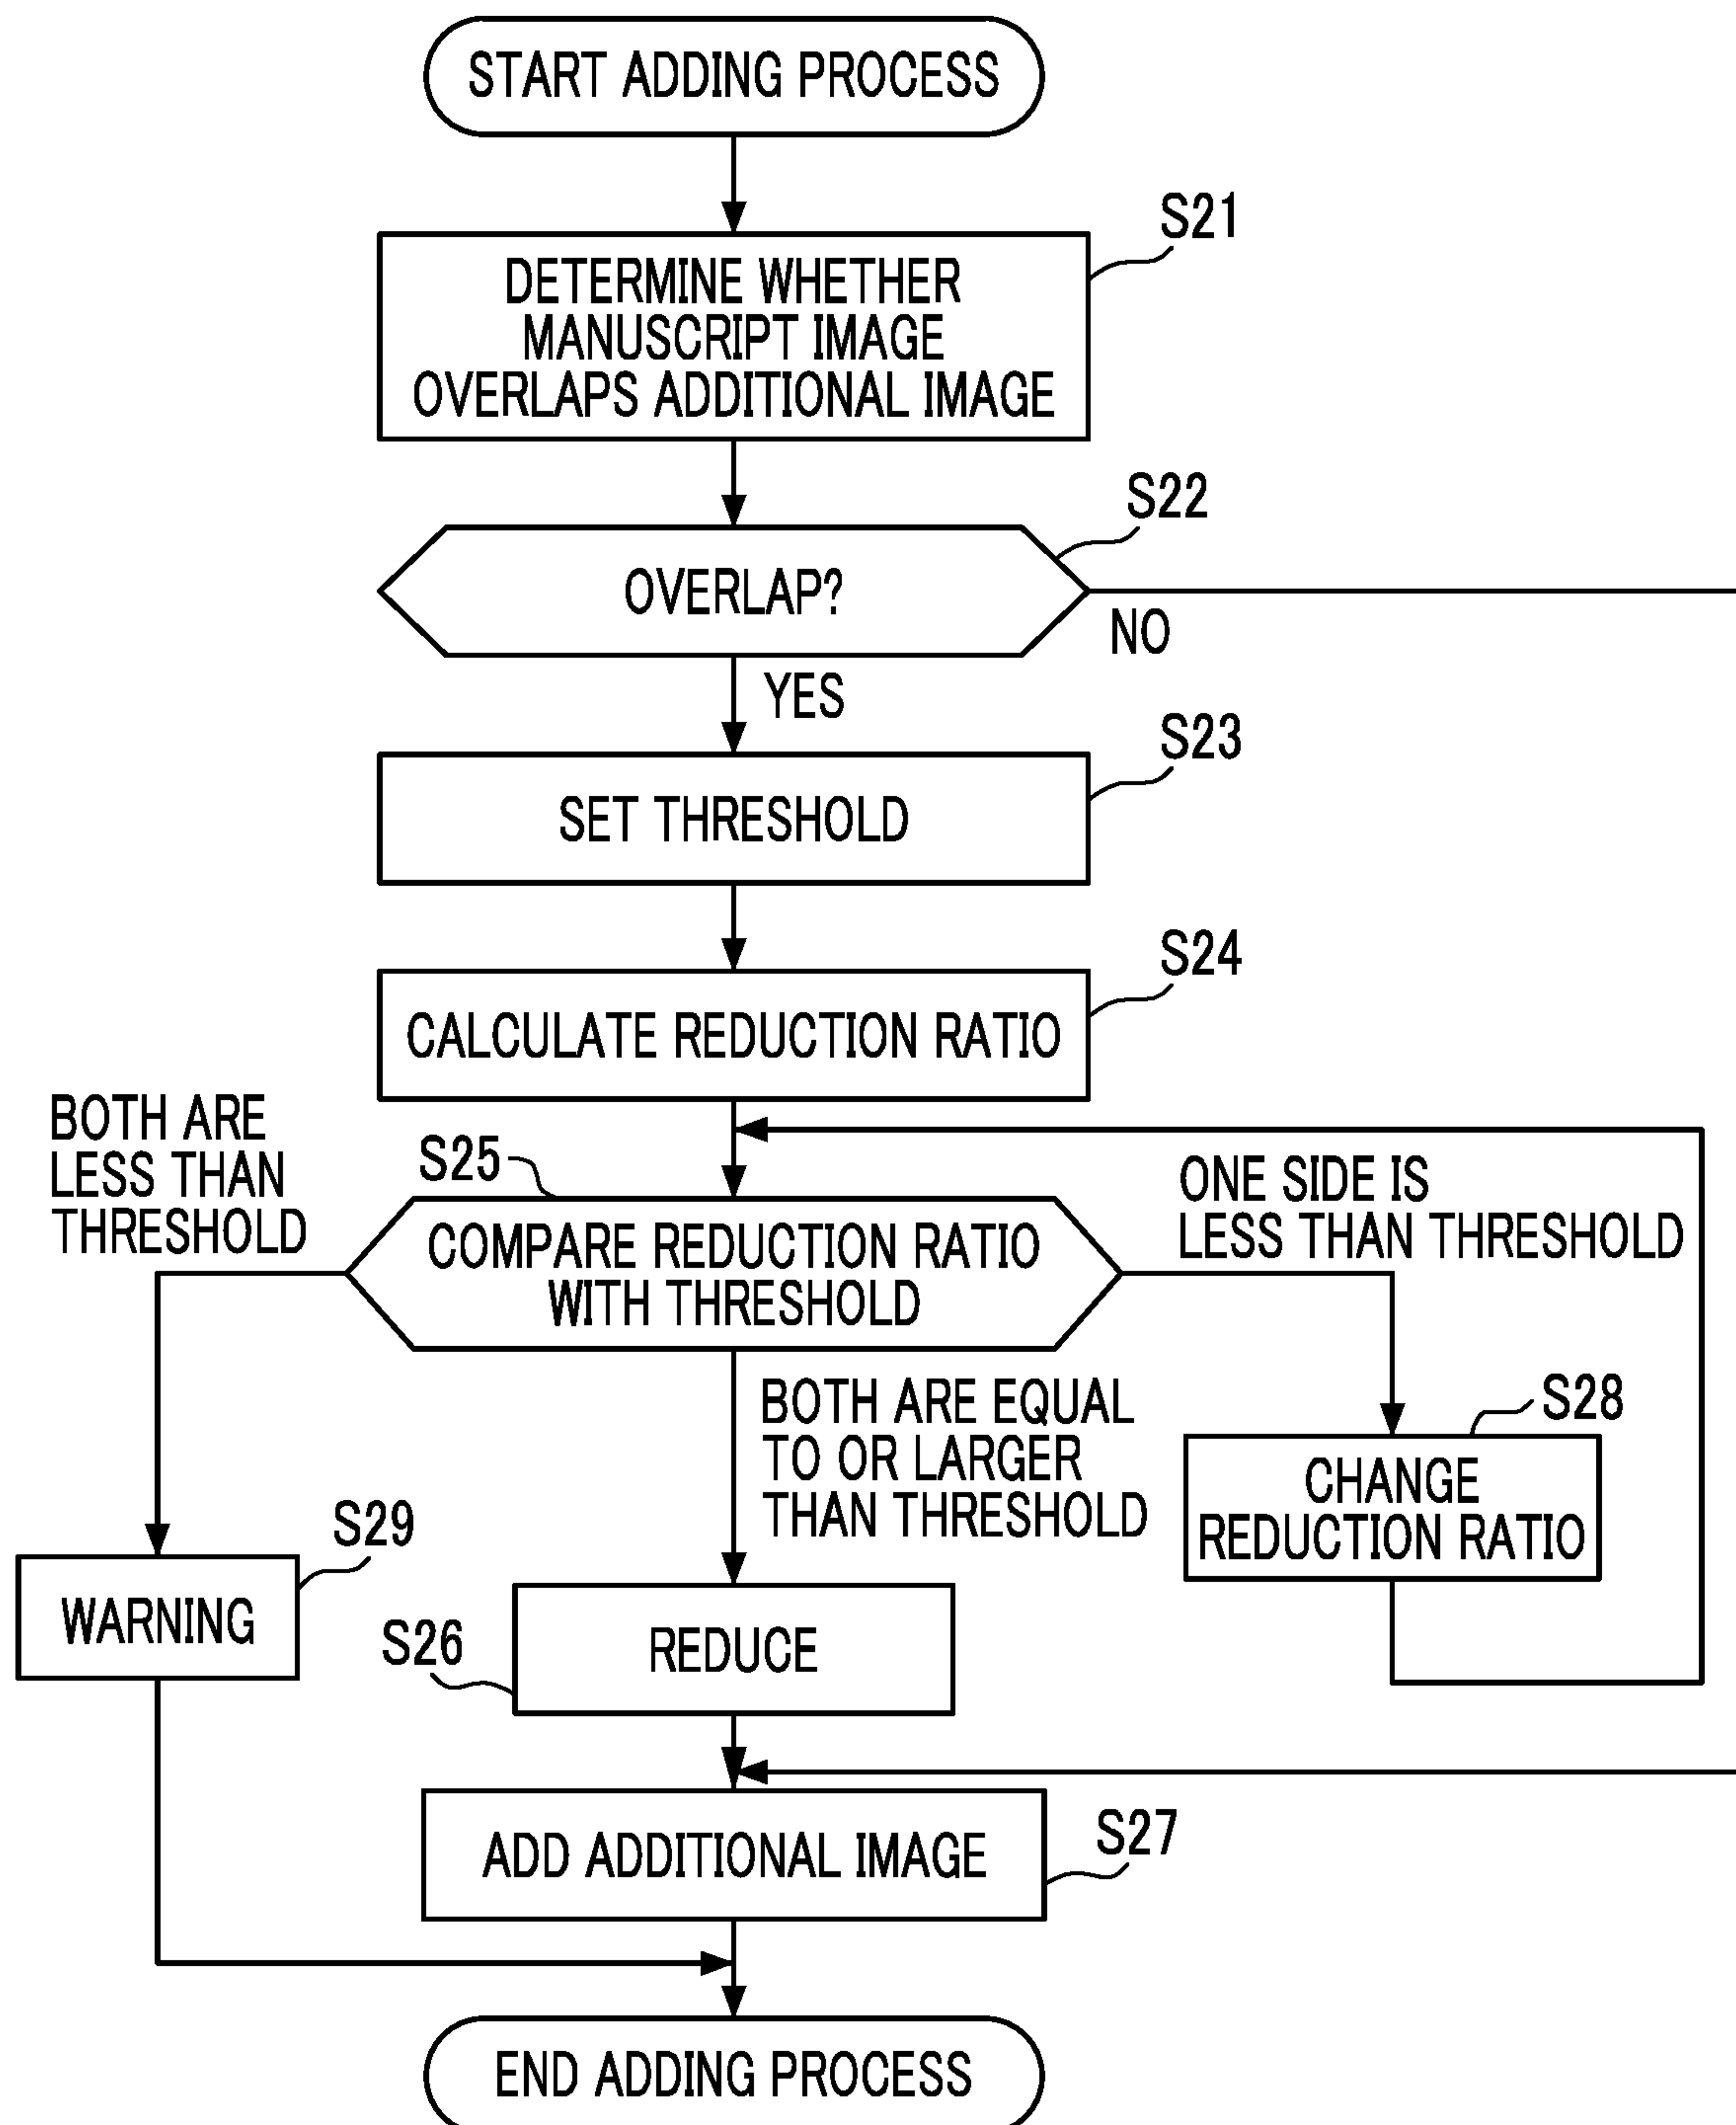 START ADDING PROCESS
S21
DETERMINE WHETHER
MANUSCRIPT IMAGE
OVERLAPS ADDITIONAL IMAGE
S22
OVERLAP?
NO
YES
S23
SET THRESHOLD
S24
CALCULATE REDUCTION RATIO
BOTH ARE
LESS THAN
THRESHOLD
S25
COMPARE REDUCTION RATIO
WITH THRESHOLD
ONE SIDE IS
LESS THAN THRESHOLD
BOTH ARE EQUAL
TO OR LARGER
THAN THRESHOLD
S28
CHANGE
REDUCTION RATIO
S29
WARNING
S26
REDUCE
S27
ADD ADDITIONAL IMAGE
END ADDING PROCESS